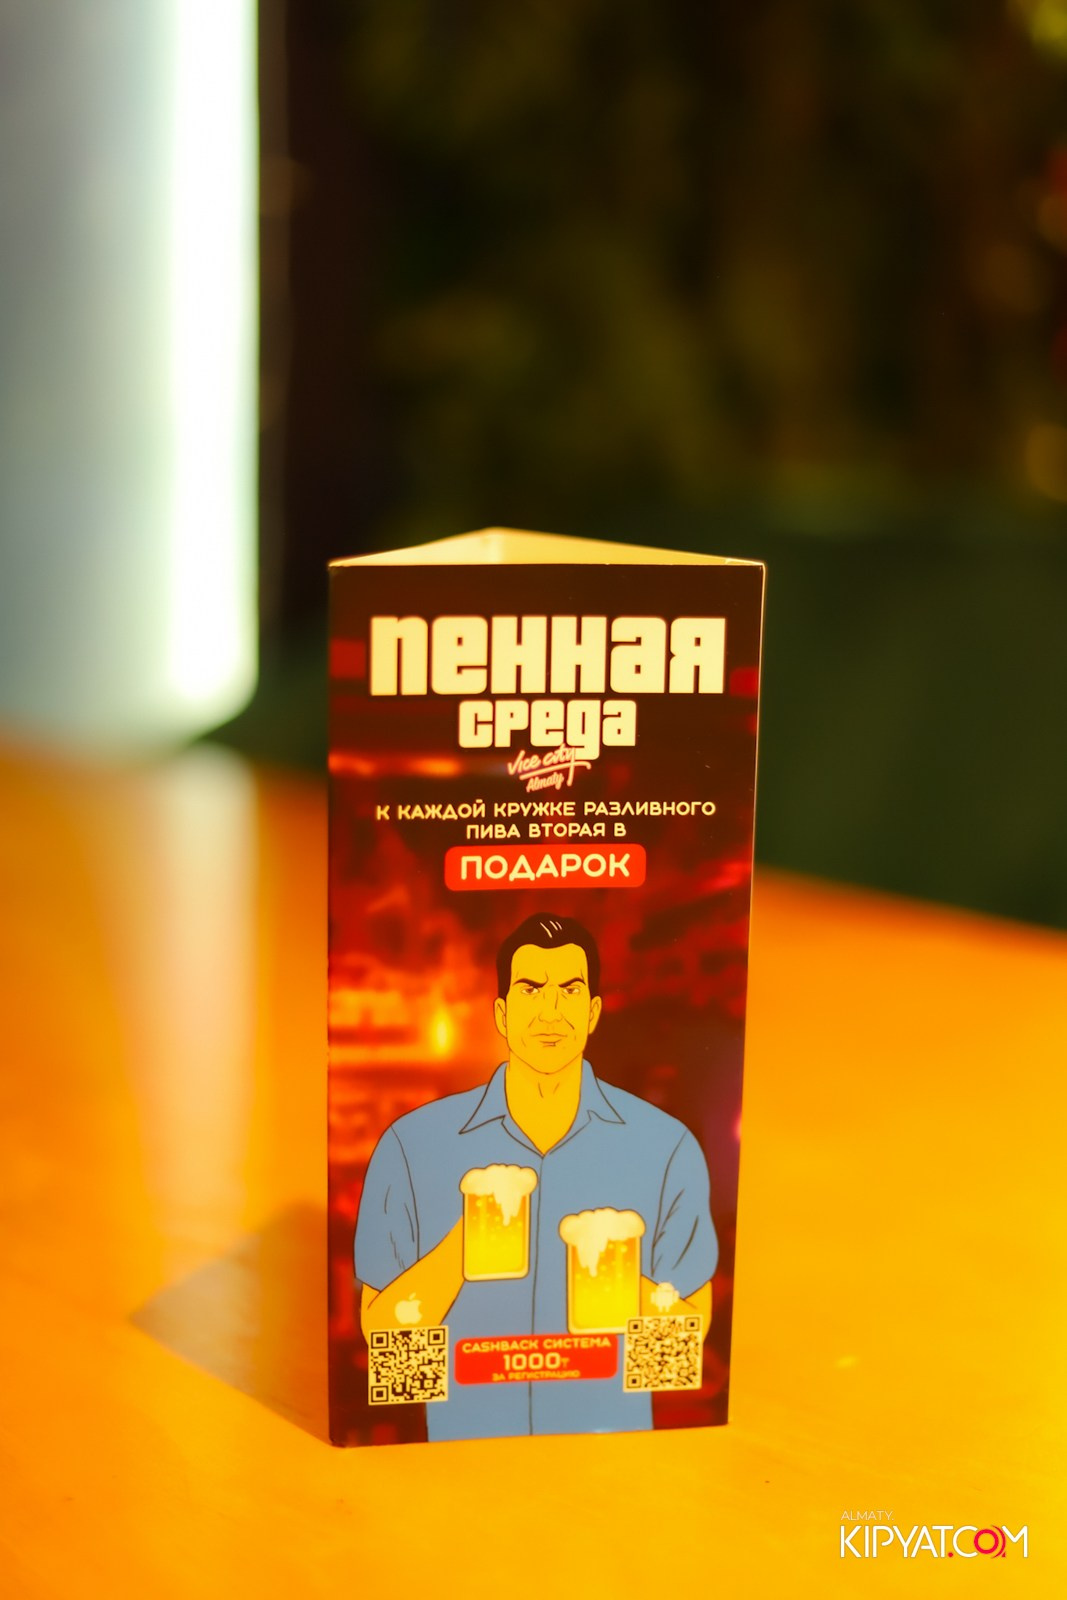 пенная
среда
Vice City
Almaty
К КАЖДОЙ КРУЖКЕ РАЗЛИВНОГО
ПИВА ВТОРАЯ В
ПОДАРОК
CASHBACK СИСТЕМА
1000₸
ЗА РЕГИСТРАЦИЮ
ALMATY.
KIPYAT.COM